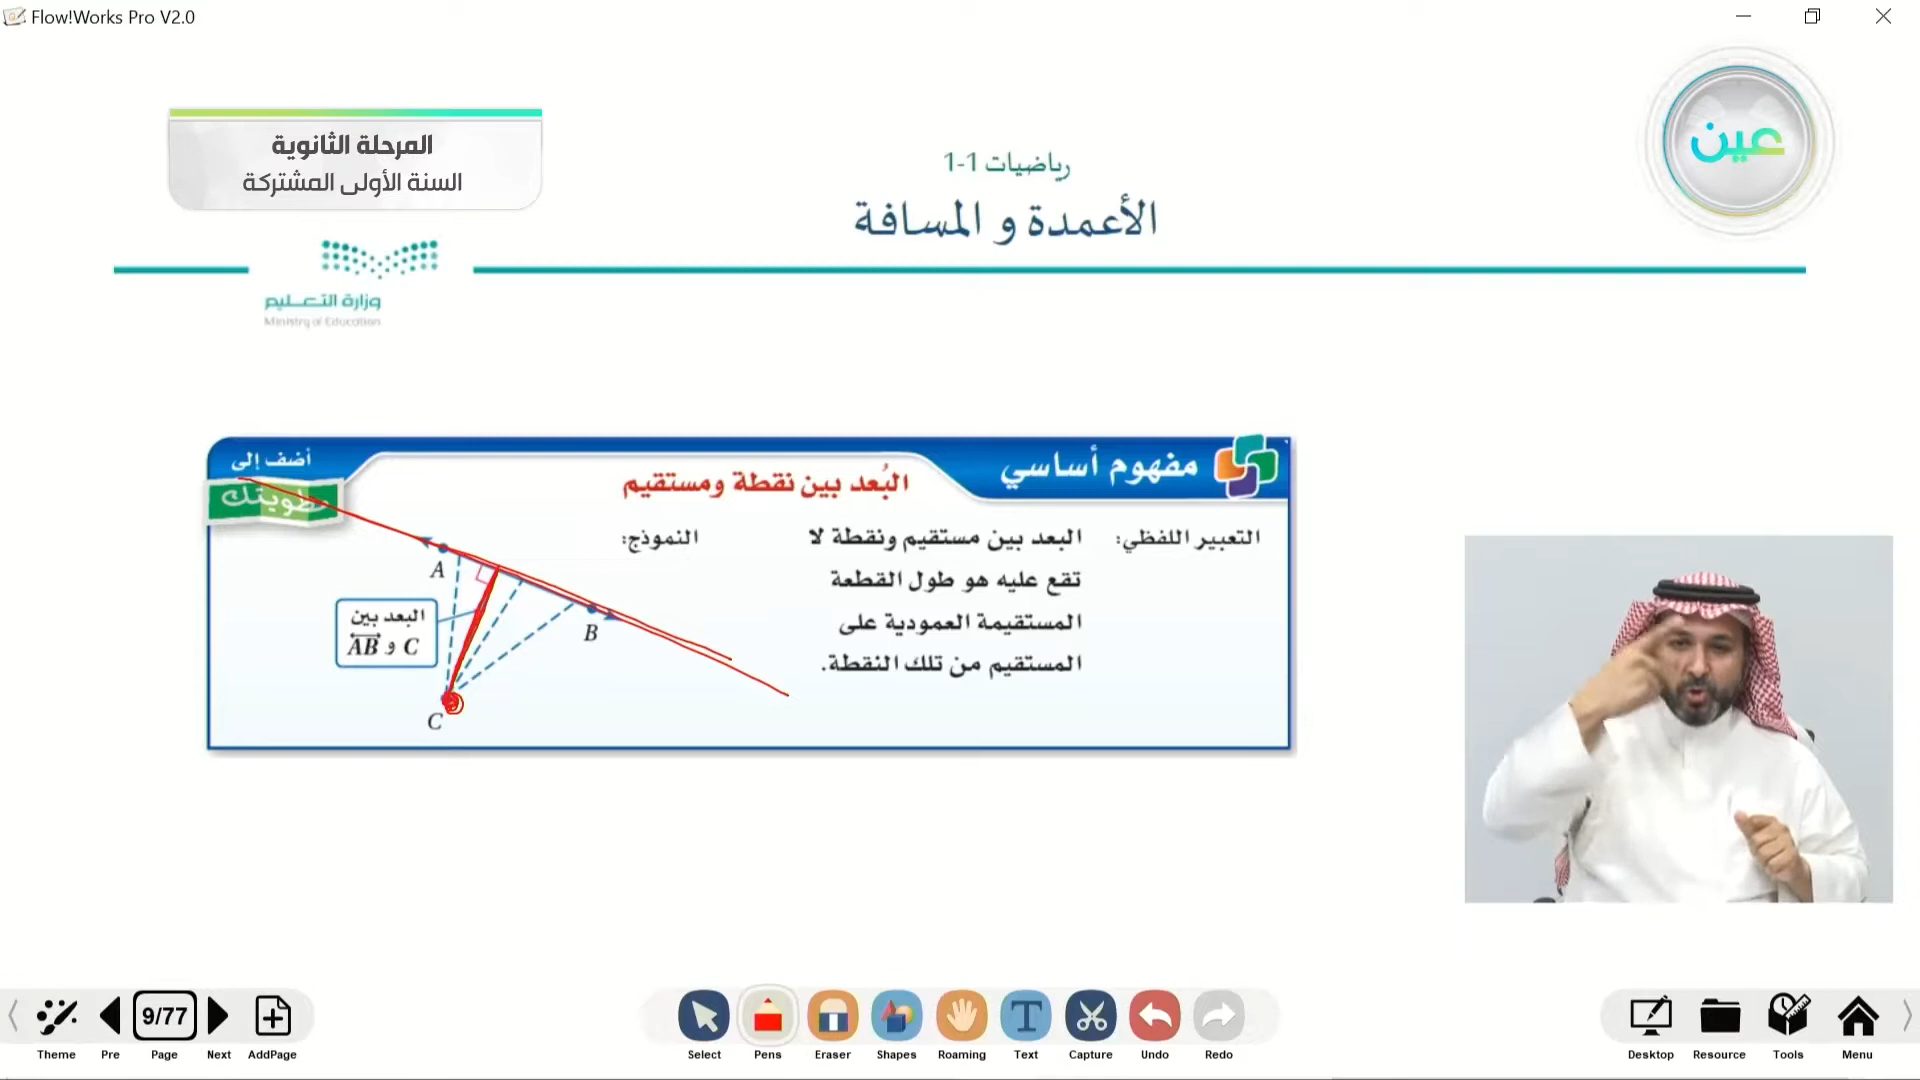 Flow!Works Pro V2.0
عين
المرحلة الثانوية
السنة الأولى المشتركة
رياضيات 1-1
الأعمدة و المسافة
وزارة التعليم
Ministry of Education
مفهوم أساسي
البُعد بين نقطة ومستقيم
أضف إلى
مطويتك
التعبير اللفظي:
البعد بين مستقيم ونقطة لا
تقع عليه هو طول القطعة
المستقيمة العمودية على
المستقيم من تلك النقطة.
النموذج:
A
B
البعد بين
C و AB
C
9/77
Theme
Pre
Page
Next
AddPage
Select
Pens
Eraser
Shapes
Roaming
T
Text
Capture
Undo
Redo
Desktop
Resource
Tools
Menu